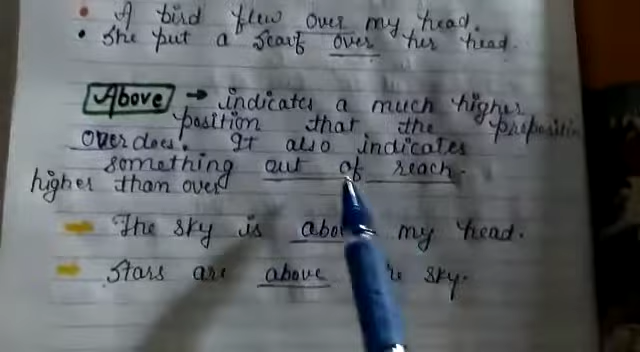 A bird flew over my head.
She put a scarf over her head.
Above → indicates a much higher
position that the preposition
over does. It also indicates
something out of reach.
higher than over
The sky is above my head.
Stars are above sky.